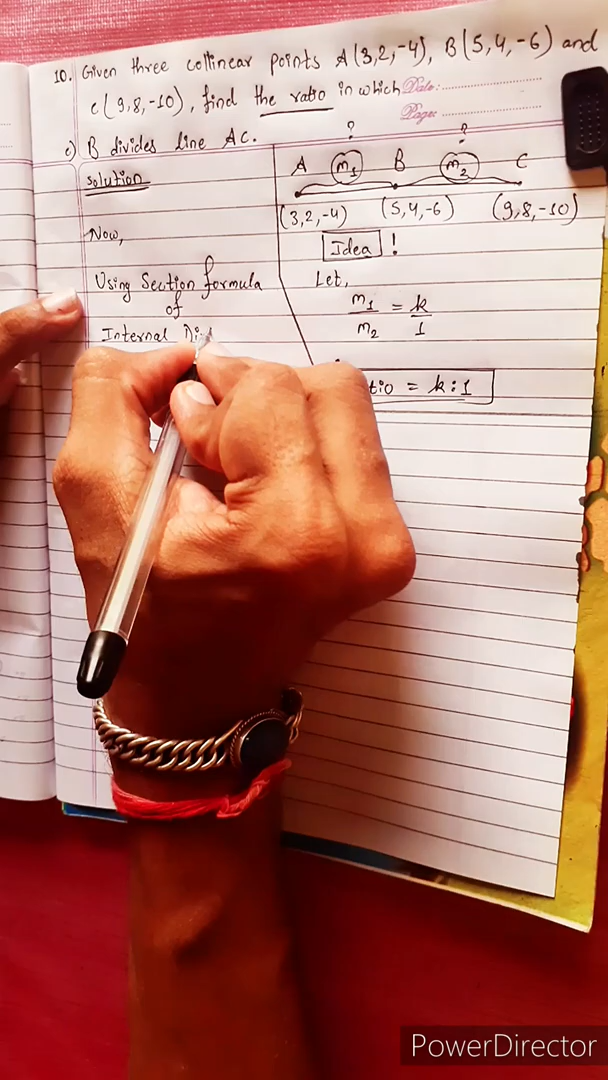 10. Given three collinear points A(3,2,-4), B(5,4,-6) and
C(9,8,-10), find the ratio in which
Date:
Page:
c) B divides line AC.
? ?
A m₁ B m₂ C
(3,2,-4) (5,4,-6) (9,8,-10)
Solution
Idea !
Now,
Let,
Using Section formula
of
Internal Divi
m₁/m₂ = k/1
tio = k:1
PowerDirector